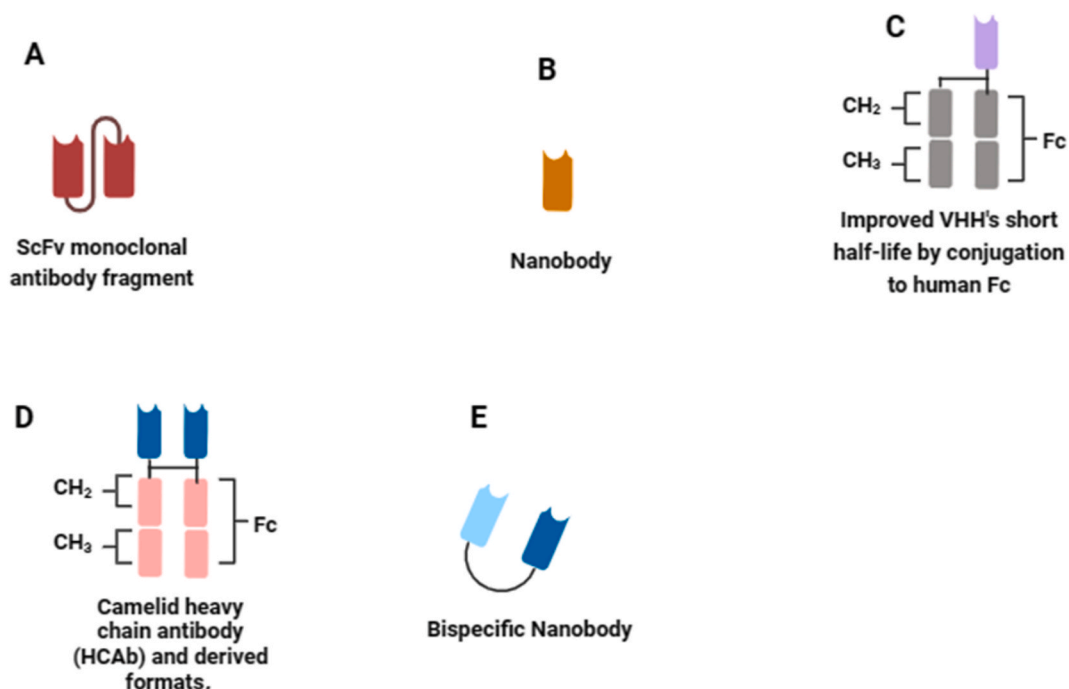 A
ScFv monoclonal
antibody fragment
B
Nanobody
C
CH₂
CH₃
Fc
Improved VHH's short
half-life by conjugation
to human Fc
D
CH₂
CH₃
Fc
Camelid heavy
chain antibody
(HCAb) and derived
formats.
E
Bispecific Nanobody